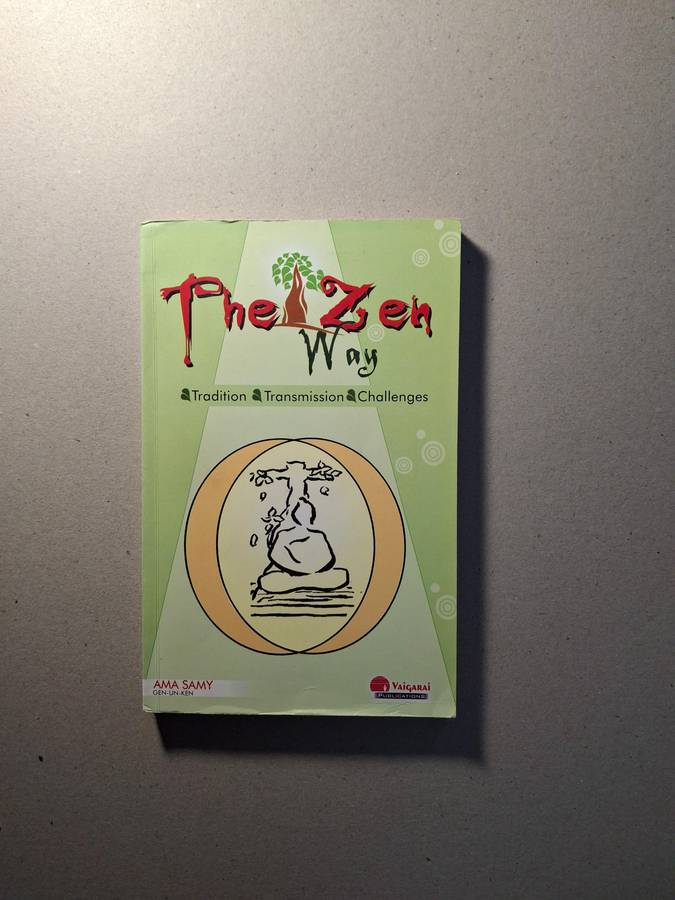 The Zen
Way
Tradition Transmission Challenges
AMA SAMY
GEN-UN-KEN
VAIGARAI
PUBLICATIONS